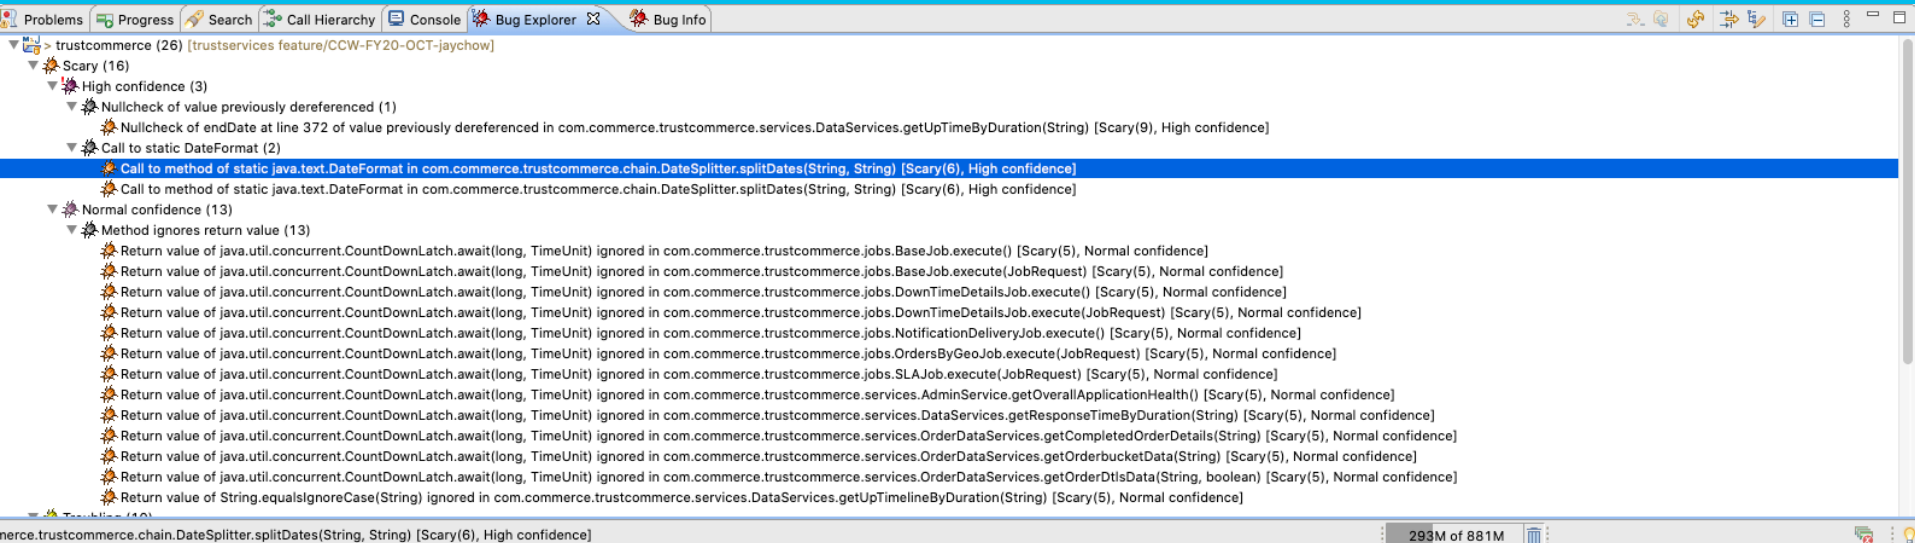 Problems Progress Search Call Hierarchy Console Bug Explorer Bug Info
> trustcommerce (26) [trustservices feature/CCW-FY20-OCT-jaychow]
Scary (16)
High confidence (3)
Nullcheck of value previously dereferenced (1)
Nullcheck of endDate at line 372 of value previously dereferenced in com.commerce.trustcommerce.services.DataServices.getUpTimeByDuration(String) [Scary(9), High confidence]
Call to static DateFormat (2)
Call to method of static java.text.DateFormat in com.commerce.trustcommerce.chain.DateSplitter.splitDates(String, String) [Scary(6), High confidence]
Call to method of static java.text.DateFormat in com.commerce.trustcommerce.chain.DateSplitter.splitDates(String, String) [Scary(6), High confidence]
Normal confidence (13)
Method ignores return value (13)
Return value of java.util.concurrent.CountDownLatch.await(long, TimeUnit) ignored in com.commerce.trustcommerce.jobs.BaseJob.execute() [Scary(5), Normal confidence]
Return value of java.util.concurrent.CountDownLatch.await(long, TimeUnit) ignored in com.commerce.trustcommerce.jobs.BaseJob.execute(JobRequest) [Scary(5), Normal confidence]
Return value of java.util.concurrent.CountDownLatch.await(long, TimeUnit) ignored in com.commerce.trustcommerce.jobs.DownTimeDetailsJob.execute() [Scary(5), Normal confidence]
Return value of java.util.concurrent.CountDownLatch.await(long, TimeUnit) ignored in com.commerce.trustcommerce.jobs.DownTimeDetailsJob.execute(JobRequest) [Scary(5), Normal confidence]
Return value of java.util.concurrent.CountDownLatch.await(long, TimeUnit) ignored in com.commerce.trustcommerce.jobs.NotificationDeliveryJob.execute() [Scary(5), Normal confidence]
Return value of java.util.concurrent.CountDownLatch.await(long, TimeUnit) ignored in com.commerce.trustcommerce.jobs.OrdersByGeoJob.execute(JobRequest) [Scary(5), Normal confidence]
Return value of java.util.concurrent.CountDownLatch.await(long, TimeUnit) ignored in com.commerce.trustcommerce.jobs.SLAJob.execute(JobRequest) [Scary(5), Normal confidence]
Return value of java.util.concurrent.CountDownLatch.await(long, TimeUnit) ignored in com.commerce.trustcommerce.services.AdminService.getOverallApplicationHealth() [Scary(5), Normal confidence]
Return value of java.util.concurrent.CountDownLatch.await(long, TimeUnit) ignored in com.commerce.trustcommerce.services.DataServices.getResponseTimeByDuration(String) [Scary(5), Normal confidence]
Return value of java.util.concurrent.CountDownLatch.await(long, TimeUnit) ignored in com.commerce.trustcommerce.services.OrderDataServices.getCompletedOrderDetails(String) [Scary(5), Normal confidence]
Return value of java.util.concurrent.CountDownLatch.await(long, TimeUnit) ignored in com.commerce.trustcommerce.services.OrderDataServices.getOrderbucketData(String) [Scary(5), Normal confidence]
Return value of java.util.concurrent.CountDownLatch.await(long, TimeUnit) ignored in com.commerce.trustcommerce.services.OrderDataServices.getOrderDtlsData(String, boolean) [Scary(5), Normal confidence]
Return value of String.equalsIgnoreCase(String) ignored in com.commerce.trustcommerce.services.DataServices.getUpTimelineByDuration(String) [Scary(5), Normal confidence]
merce.trustcommerce.chain.DateSplitter.splitDates(String, String) [Scary(6), High confidence] 293M of 881M